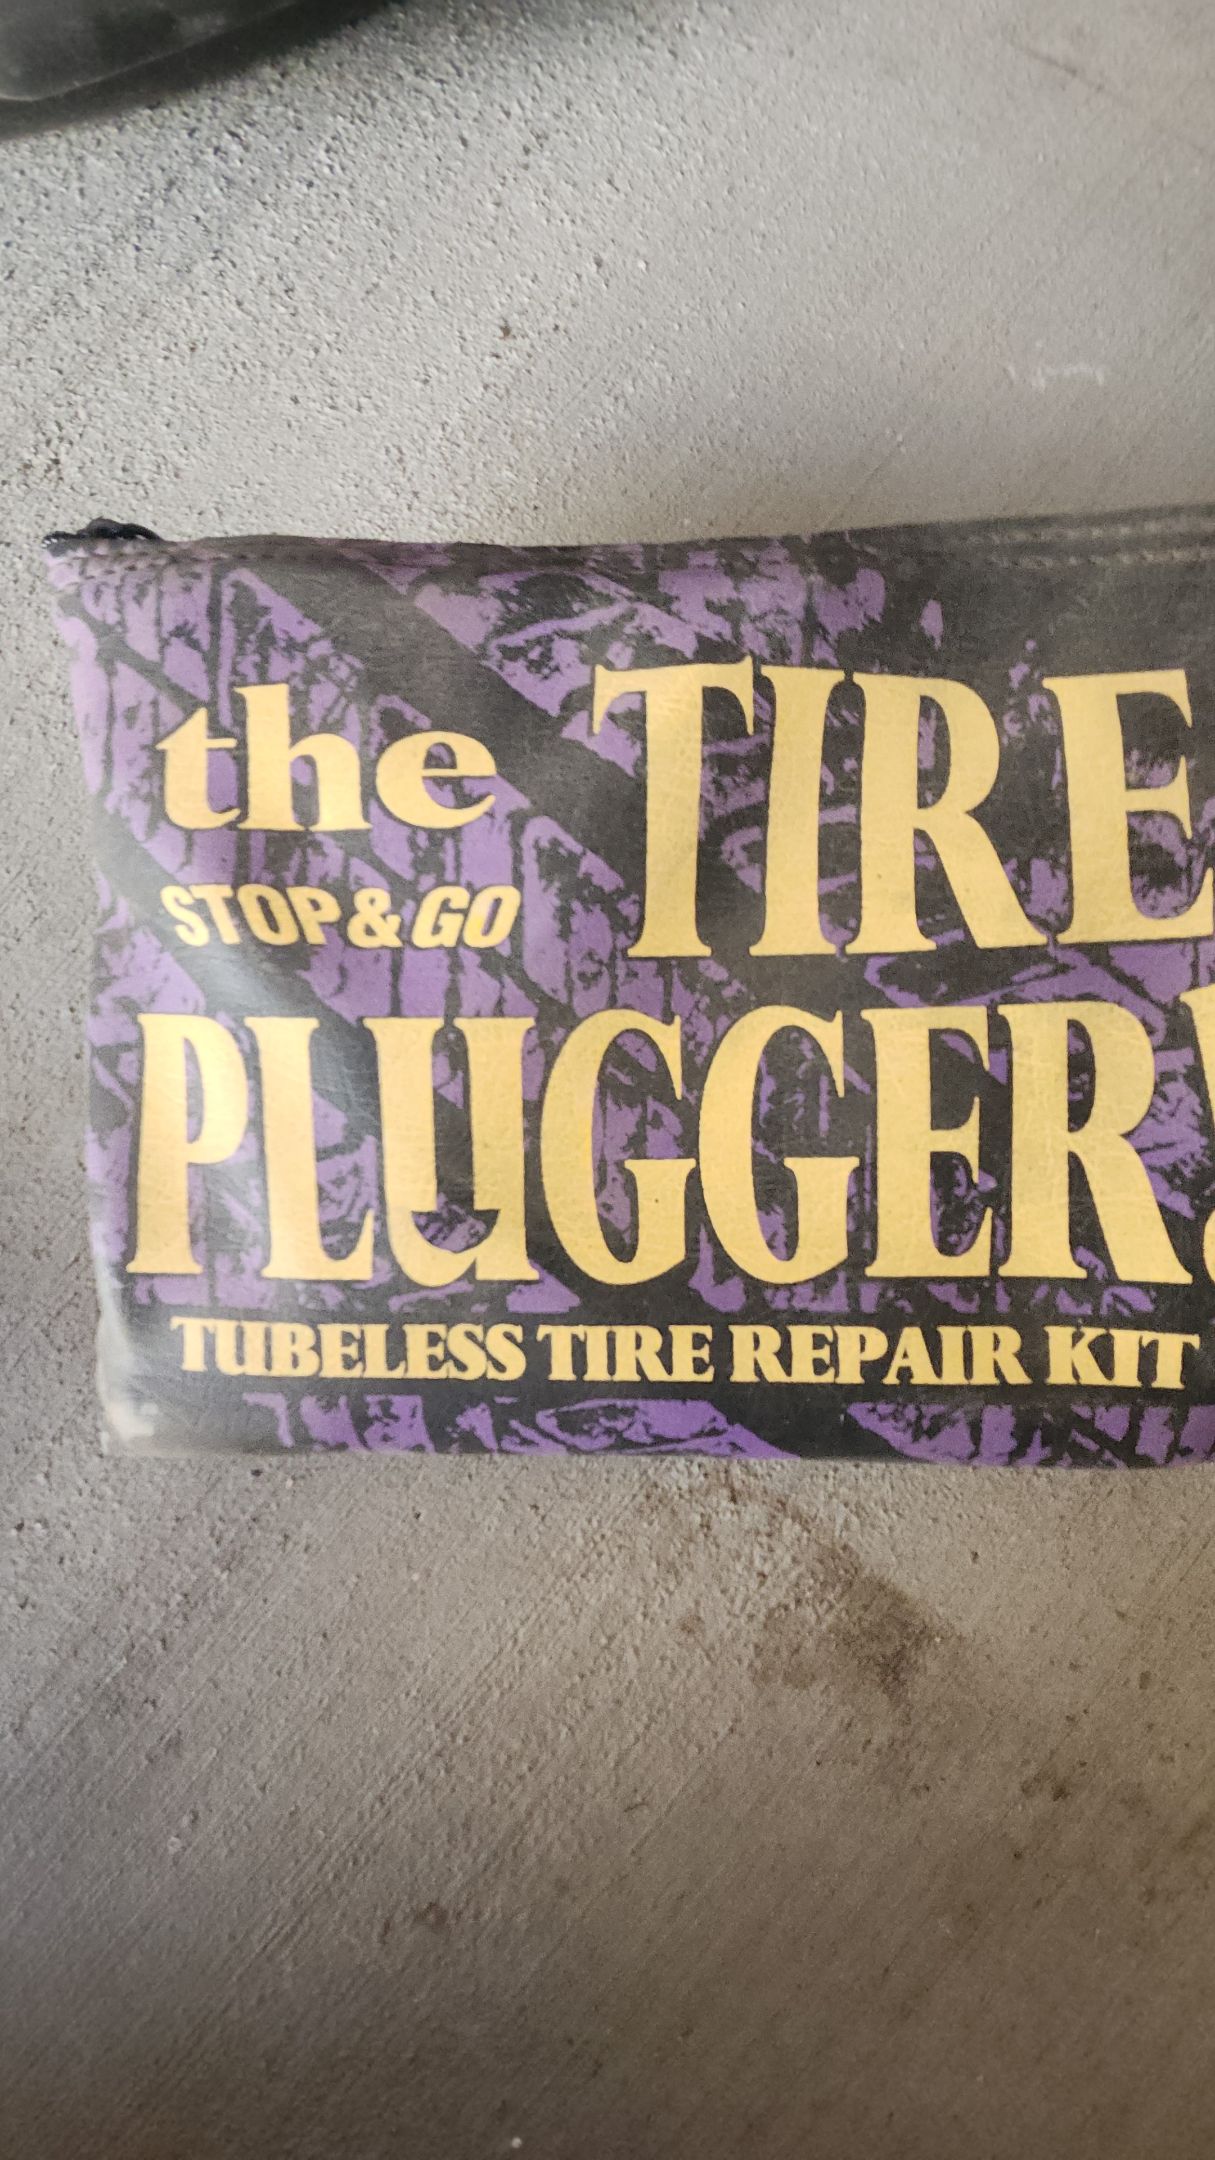 the TIRE
STOP & GO
PLUGGER!
TUBELESS TIRE REPAIR KIT